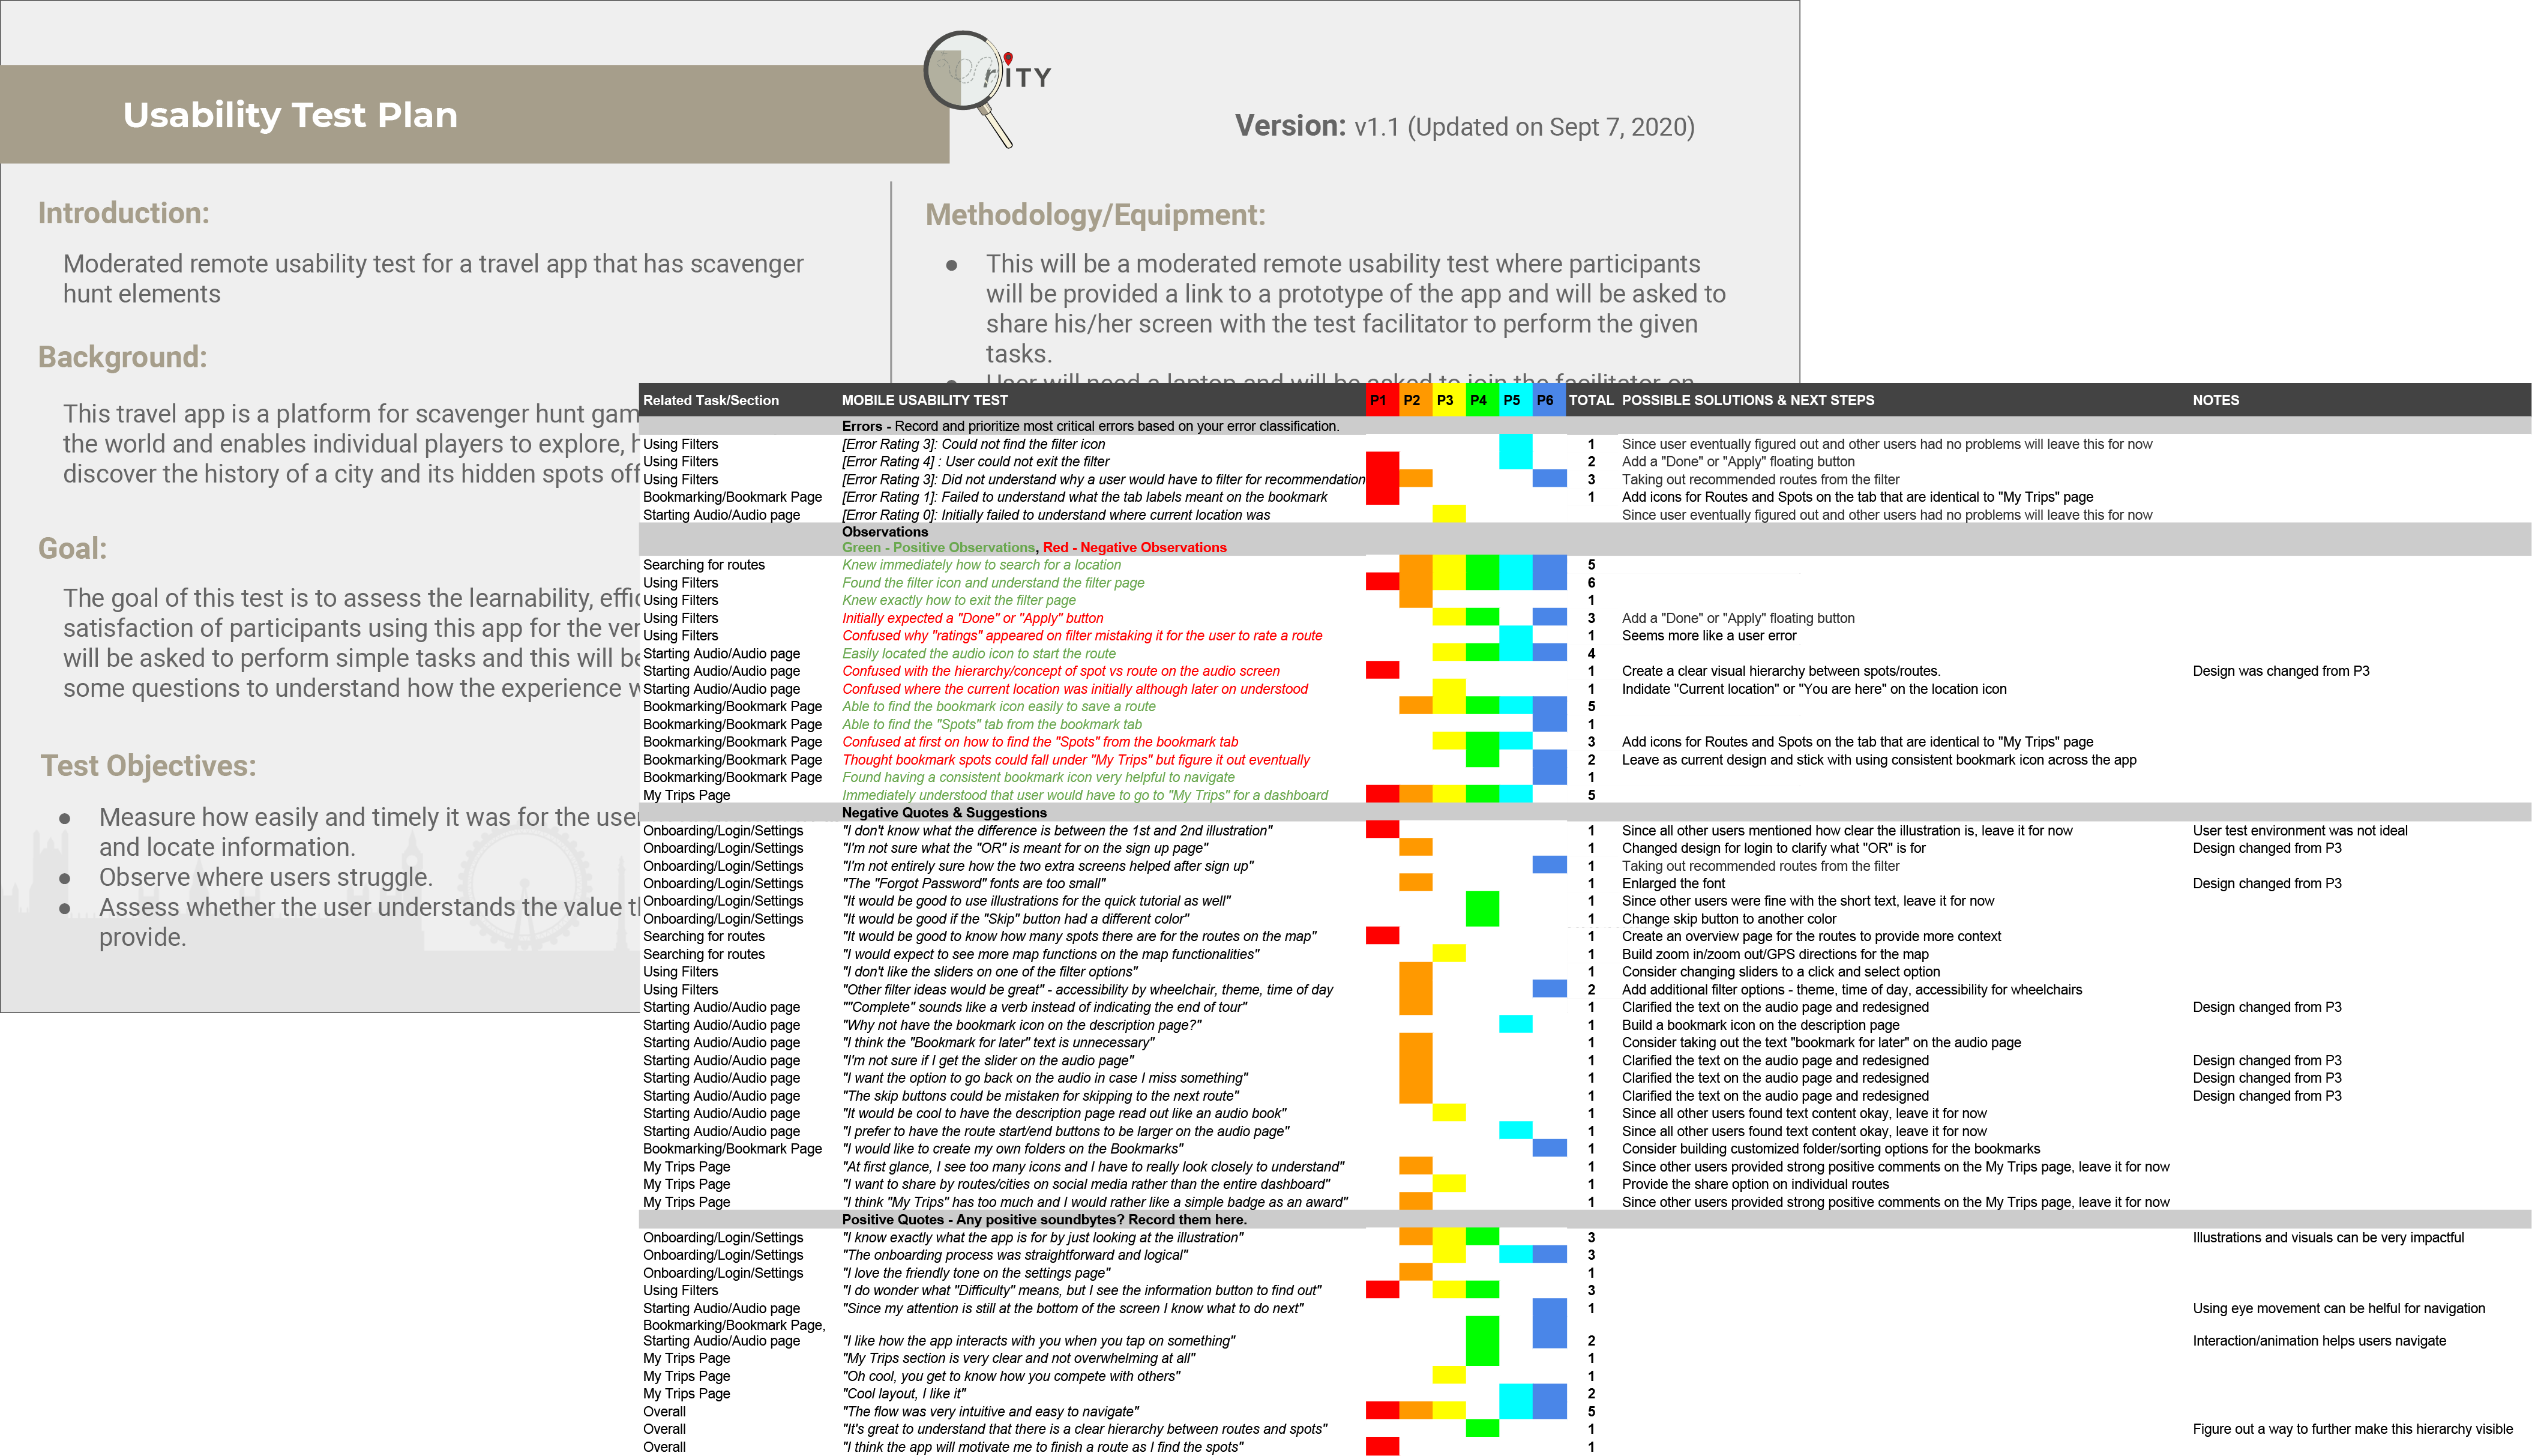 rITY
Usability Test Plan
Version: v1.1 (Updated on Sept 7, 2020)
Introduction:
Moderated remote usability test for a travel app that has scavenger
hunt elements
Background:
This travel app is a platform for scavenger hunt gam
the world and enables individual players to explore, h
discover the history of a city and its hidden spots off
Goal:
The goal of this test is to assess the learnability, effic
satisfaction of participants using this app for the ver
will be asked to perform simple tasks and this will be
some questions to understand how the experience w
Test Objectives:
● Measure how easily and timely it was for the user
and locate information.
● Observe where users struggle.
● Assess whether the user understands the value th
provide.
Methodology/Equipment:
● This will be a moderated remote usability test where participants
will be provided a link to a prototype of the app and will be asked to
share his/her screen with the test facilitator to perform the given
tasks.
● User will need a laptop and will be asked to join the facilitator on
Related Task/Section MOBILE USABILITY TEST P1 P2 P3 P4 P5 P6 TOTAL POSSIBLE SOLUTIONS & NEXT STEPS NOTES
Errors - Record and prioritize most critical errors based on your error classification.
Using Filters [Error Rating 3]: Could not find the filter icon 1 Since user eventually figured out and other users had no problems will leave this for now
Using Filters [Error Rating 4] : User could not exit the filter 2 Add a "Done" or "Apply" floating button
Using Filters [Error Rating 3]: Did not understand why a user would have to filter for recommendation 3 Taking out recommended routes from the filter
Bookmarking/Bookmark Page [Error Rating 1]: Failed to understand what the tab labels meant on the bookmark 1 Add icons for Routes and Spots on the tab that are identical to "My Trips" page
Starting Audio/Audio page [Error Rating 0]: Initially failed to understand where current location was Since user eventually figured out and other users had no problems will leave this for now
Observations
Green - Positive Observations, Red - Negative Observations
Searching for routes Knew immediately how to search for a location 5
Using Filters Found the filter icon and understand the filter page 6
Using Filters Knew exactly how to exit the filter page 1
Using Filters Initially expected a "Done" or "Apply" button 3 Add a "Done" or "Apply" floating button
Using Filters Confused why "ratings" appeared on filter mistaking it for the user to rate a route 1 Seems more like a user error
Starting Audio/Audio page Easily located the audio icon to start the route 4
Starting Audio/Audio page Confused with the hierarchy/concept of spot vs route on the audio screen 1 Create a clear visual hierarchy between spots/routes. Design was changed from P3
Starting Audio/Audio page Confused where the current location was initially although later on understood 1 Indidate "Current location" or "You are here" on the location icon
Bookmarking/Bookmark Page Able to find the bookmark icon easily to save a route 5
Bookmarking/Bookmark Page Able to find the "Spots" tab from the bookmark tab 1
Bookmarking/Bookmark Page Confused at first on how to find the "Spots" from the bookmark tab 3 Add icons for Routes and Spots on the tab that are identical to "My Trips" page
Bookmarking/Bookmark Page Thought bookmark spots could fall under "My Trips" but figure it out eventually 2 Leave as current design and stick with using consistent bookmark icon across the app
Bookmarking/Bookmark Page Found having a consistent bookmark icon very helpful to navigate 1
My Trips Page Immediately understood that user would have to go to "My Trips" for a dashboard 5
Negative Quotes & Suggestions
Onboarding/Login/Settings "I don't know what the difference is between the 1st and 2nd illustration" 1 Since all other users mentioned how clear the illustration is, leave it for now User test environment was not ideal
Onboarding/Login/Settings "I'm not sure what the "OR" is meant for on the sign up page" 1 Changed design for login to clarify what "OR" is for Design changed from P3
Onboarding/Login/Settings "I'm not entirely sure how the two extra screens helped after sign up" 1 Taking out recommended routes from the filter
Onboarding/Login/Settings "The "Forgot Password" fonts are too small" 1 Enlarged the font Design changed from P3
Onboarding/Login/Settings "It would be good to use illustrations for the quick tutorial as well" 1 Since other users were fine with the short text, leave it for now
Onboarding/Login/Settings "It would be good if the "Skip" button had a different color" 1 Change skip button to another color
Searching for routes "It would be good to know how many spots there are for the routes on the map" 1 Create an overview page for the routes to provide more context
Searching for routes "I would expect to see more map functions on the map functionalities" 1 Build zoom in/zoom out/GPS directions for the map
Using Filters "I don't like the sliders on one of the filter options" 1 Consider changing sliders to a click and select option
Using Filters "Other filter ideas would be great" - accessibility by wheelchair, theme, time of day 2 Add additional filter options - theme, time of day, accessibility for wheelchairs
Starting Audio/Audio page ""Complete" sounds like a verb instead of indicating the end of tour" 1 Clarified the text on the audio page and redesigned Design changed from P3
Starting Audio/Audio page "Why not have the bookmark icon on the description page?" 1 Build a bookmark icon on the description page
Starting Audio/Audio page "I think the "Bookmark for later" text is unnecessary" 1 Consider taking out the text "bookmark for later" on the audio page
Starting Audio/Audio page "I'm not sure if I get the slider on the audio page" 1 Clarified the text on the audio page and redesigned Design changed from P3
Starting Audio/Audio page "I want the option to go back on the audio in case I miss something" 1 Clarified the text on the audio page and redesigned Design changed from P3
Starting Audio/Audio page "The skip buttons could be mistaken for skipping to the next route" 1 Clarified the text on the audio page and redesigned Design changed from P3
Starting Audio/Audio page "It would be cool to have the description page read out like an audio book" 1 Since all other users found text content okay, leave it for now
Starting Audio/Audio page "I prefer to have the route start/end buttons to be larger on the audio page" 1 Since all other users found text content okay, leave it for now
Bookmarking/Bookmark Page "I would like to create my own folders on the Bookmarks" 1 Consider building customized folder/sorting options for the bookmarks
My Trips Page "At first glance, I see too many icons and I have to really look closely to understand" 1 Since other users provided strong positive comments on the My Trips page, leave it for now
My Trips Page "I want to share by routes/cities on social media rather than the entire dashboard" 1 Provide the share option on individual routes
My Trips Page "I think "My Trips" has too much and I would rather like a simple badge as an award" 1 Since other users provided strong positive comments on the My Trips page, leave it for now
Positive Quotes - Any positive soundbytes? Record them here.
Onboarding/Login/Settings "I know exactly what the app is for by just looking at the illustration" 3 Illustrations and visuals can be very impactful
Onboarding/Login/Settings "The onboarding process was straightforward and logical" 3
Onboarding/Login/Settings "I love the friendly tone on the settings page" 1
Using Filters "I do wonder what "Difficulty" means, but I see the information button to find out" 3
Starting Audio/Audio page "Since my attention is still at the bottom of the screen I know what to do next" 1 Using eye movement can be helful for navigation
Bookmarking/Bookmark Page,
Starting Audio/Audio page "I like how the app interacts with you when you tap on something" 2 Interaction/animation helps users navigate
My Trips Page "My Trips section is very clear and not overwhelming at all" 1
My Trips Page "Oh cool, you get to know how you compete with others" 1
My Trips Page "Cool layout, I like it" 2
Overall "The flow was very intuitive and easy to navigate" 5
Overall "It's great to understand that there is a clear hierarchy between routes and spots" 1 Figure out a way to further make this hierarchy visible
Overall "I think the app will motivate me to finish a route as I find the spots" 1